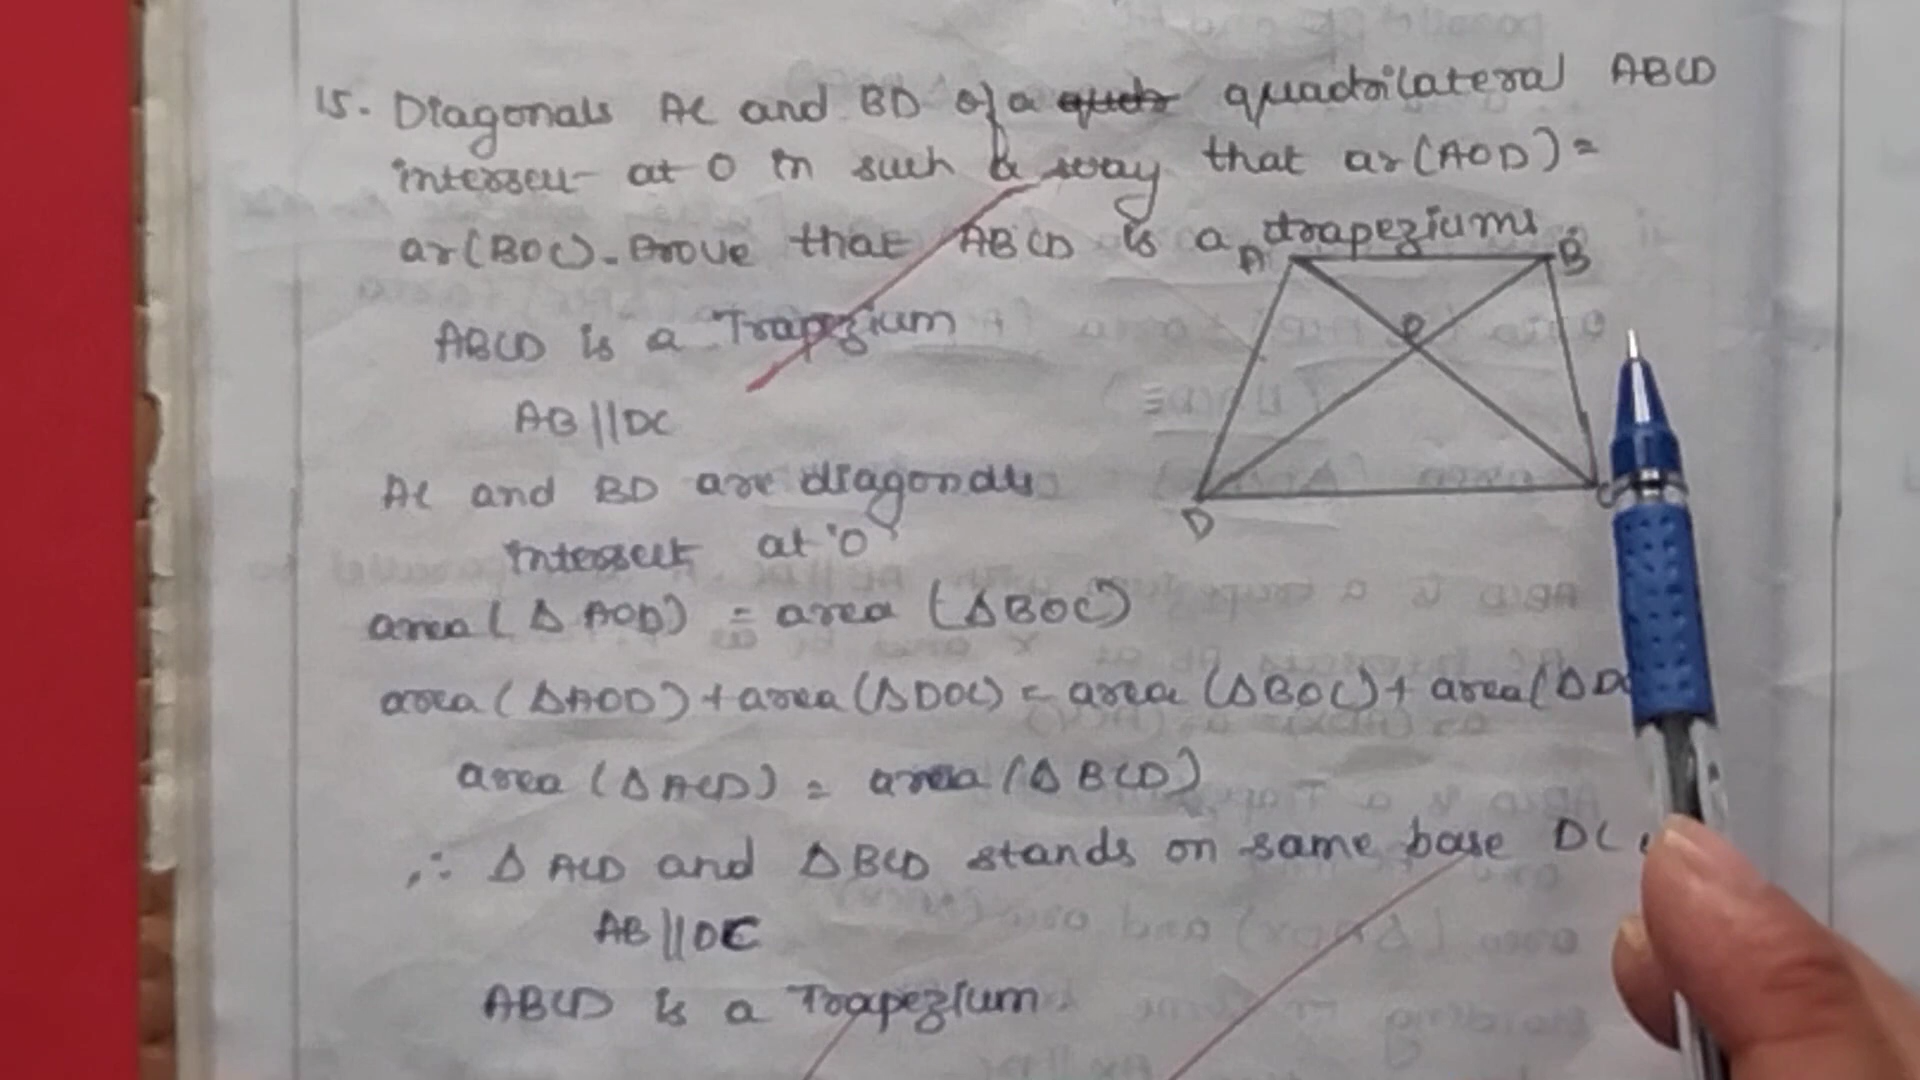 15. Diagonals AC and BD of a quadrilateral ABCD
intersect at O in such a way that ar(AOD) =
ar(BOC). Prove that ABCD is a trapeziums
A B
O
D C
ABCD is a Trapezium
AB || DC
AC and BD are diagonals
intersect at 'O'
area (Δ AOD) = area (Δ BOC)
area (Δ AOD) + area (Δ DOC) = area (Δ BOC) + area (Δ DO
area (Δ ACD) = area (Δ BCD)
∴ Δ ACD and Δ BCD stands on same base DC
AB || DC
ABCD is a Trapezium